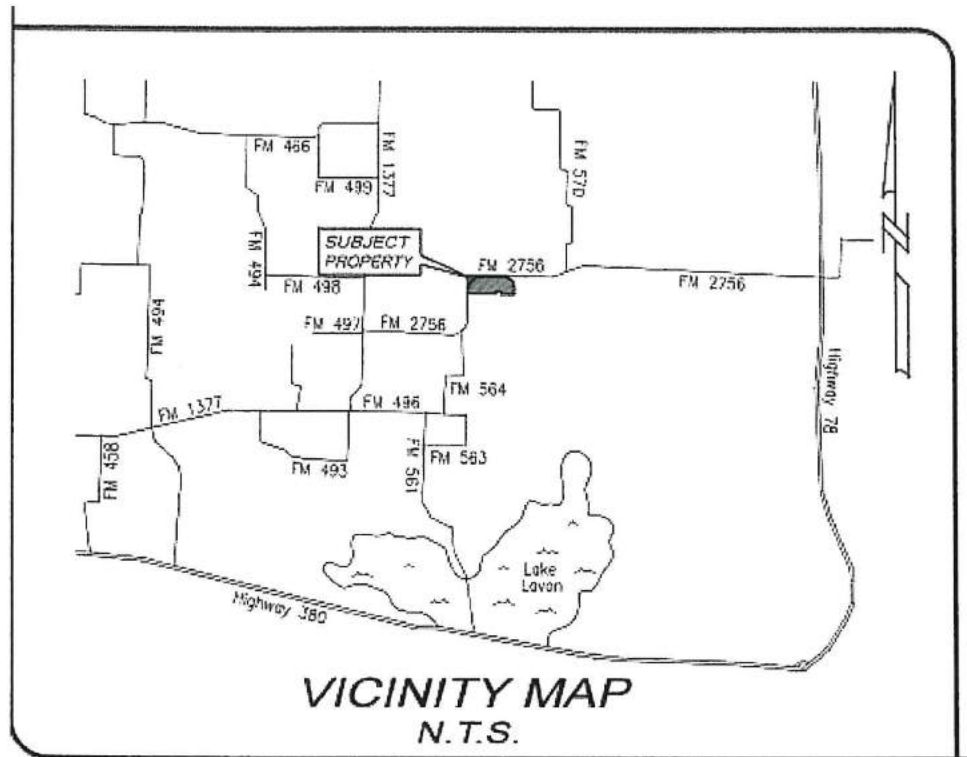 FM 466
FM 1377
FM 499
FM 57D
SUBJECT
PROPERTY
FM 494
FM 498
FM 2756
FM 2756
FM 494
FM 497
FM 2756
Highway 78
FM 564
FM 1377
FM 496
FM 458
FM 493
FM 561
FM 563
Lake
Lavon
Highway 380
N
VICINITY MAP
N.T.S.